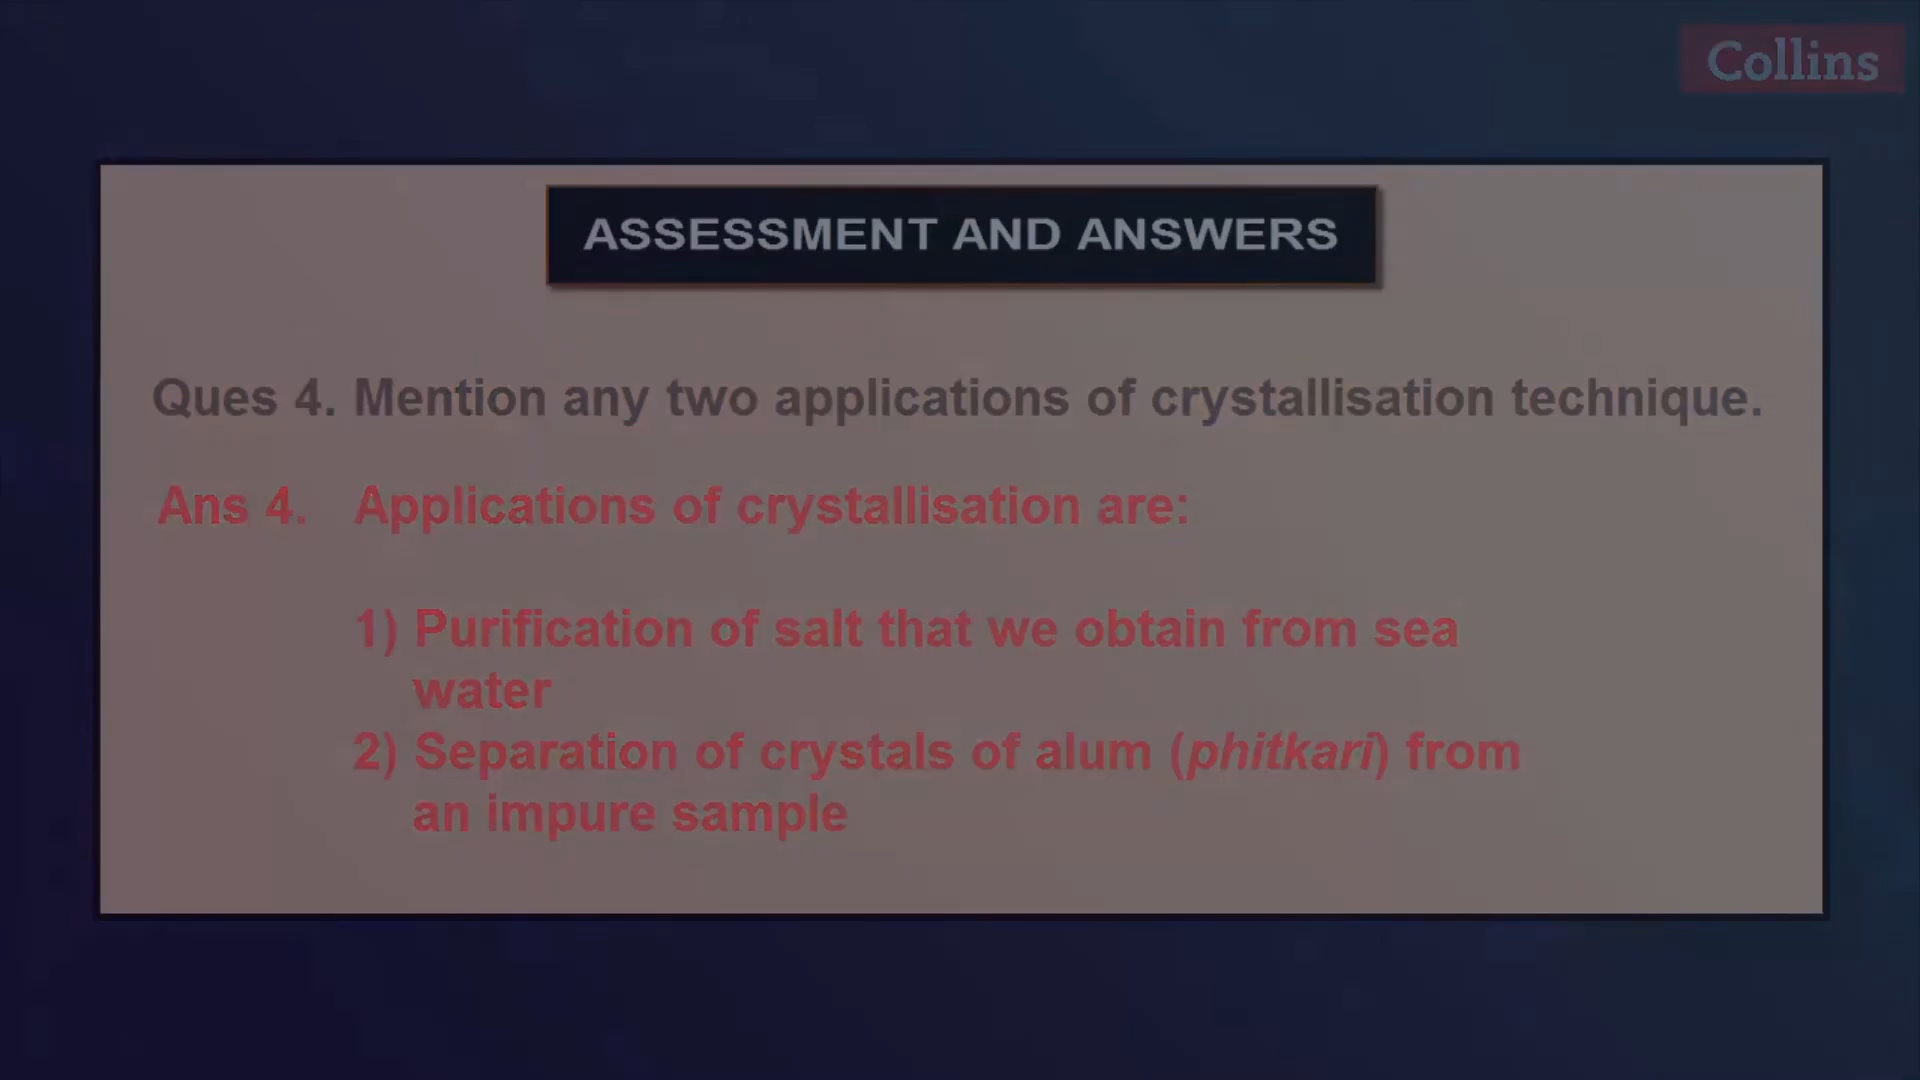 Collins
ASSESSMENT AND ANSWERS
Ques 4. Mention any two applications of crystallisation technique.
Ans 4. Applications of crystallisation are:
1) Purification of salt that we obtain from sea
water
2) Separation of crystals of alum (phitkari) from
an impure sample